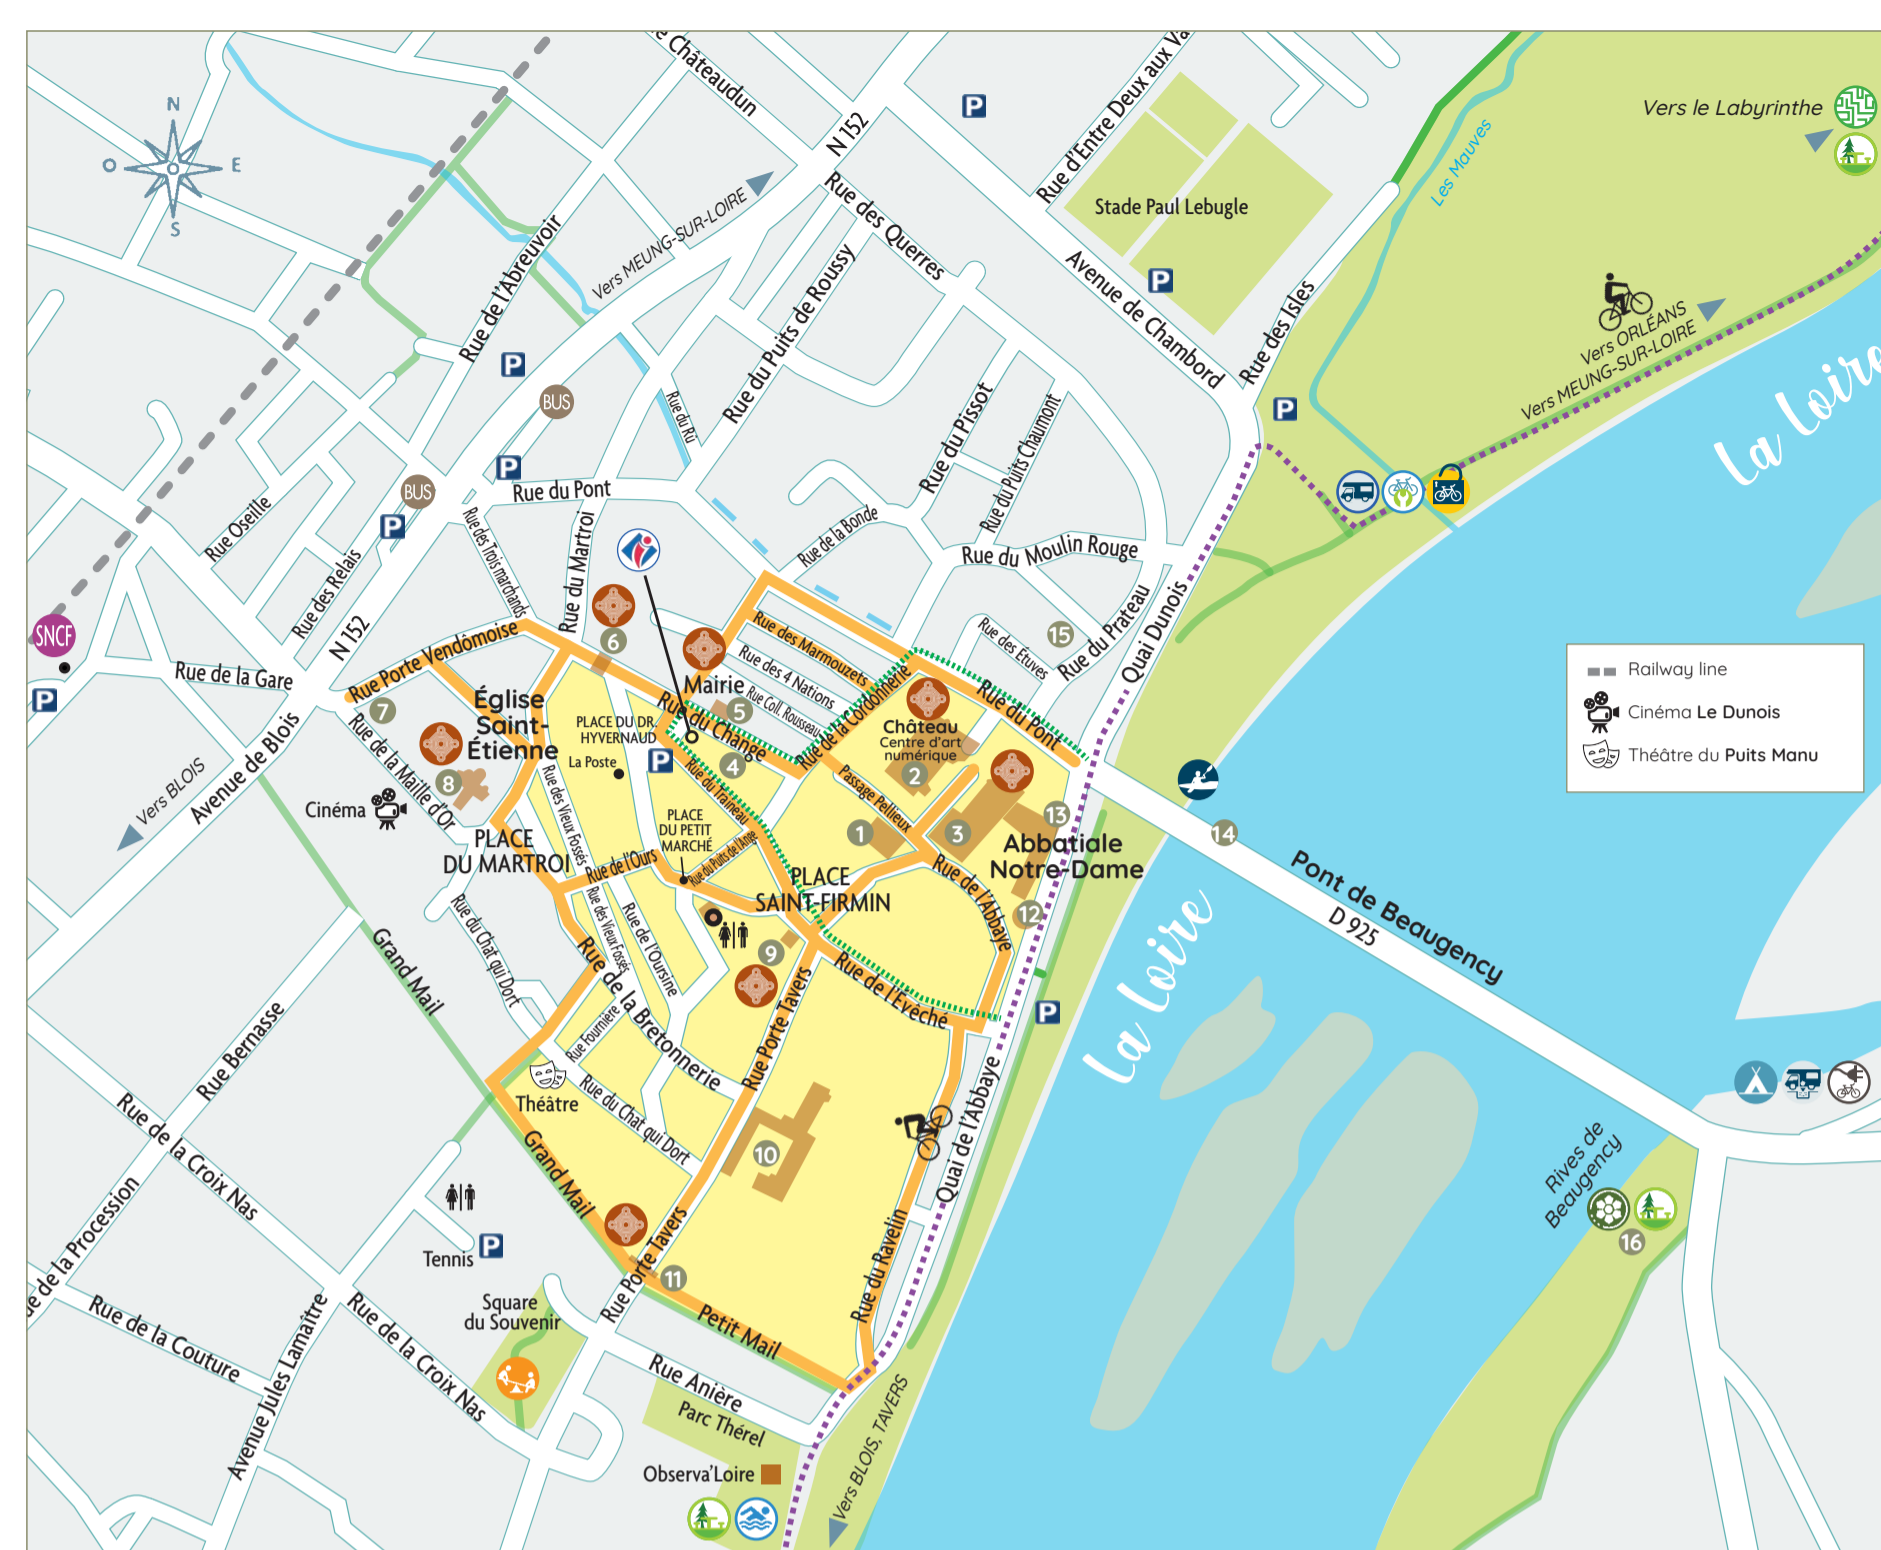 de Châteaudun
N 152
Rue d'Entre Deux aux Va
P
Vers le Labyrinthe
N
O
E
S
Les Mauves
Stade Paul Lebugle
Rue des Querres
Vers MEUNG-SUR-LOIRE
Rue de l'Abreuvoir
Rue du Puits de Roussy
Avenue de Chambord
P
Rue des Isles
Vers ORLÉANS
Vers MEUNG-SUR-LOIRE
La Loire
P
BUS
Rue du Rû
Rue du Pissot
Rue du Puits Chaumont
P
P
BUS
P
Rue du Pont
Rue Oseille
Rue des Relais
Rue des Trois marchands
Rue du Martroi
Rue de la Bonde
Rue du Moulin Rouge
Rue du Prateau
Quai Dunois
SNCF
P
N 152
Rue de la Gare
Rue Porte Vendômoise
6
Rue des Marmouzets
Rue des 4 Nations
Rue Coll. Rousseau
Rue de la Cordonnerie
Rue des Étuves
15
7
Église
Saint-
Étienne
8
Mairie
5
Rue du Change
4
PLACE DU DR.
HYVERNAUD
La Poste
P
Château
Centre d'art
numérique
2
Rue du Pont
Rue de la Maille d'Or
Avenue de Blois
Vers BLOIS
Cinéma
PLACE
DU MARTROI
Rue des Vieux Fossés
Rue de l'Ours
PLACE
DU PETIT
MARCHÉ
Rue du Traineau
Rue du Puits de l'Ange
Passage Pellieux
1
3
13
Abbatiale
Notre-Dame
14
Pont de Beaugency
D 925
PLACE
SAINT-FIRMIN
Rue de l'Abbaye
12
Rue du Chat qui Dort
Rue des Vieux Fossés
Rue de l'Oursine
9
Rue de l'Évêché
Grand Mail
Rue de la Bretonnerie
Rue Fournière
Rue Porte Tavers
P
La Loire
Rue Bernasse
Théâtre
Rue du Chat qui Dort
10
Quai de l'Abbaye
Rue de la Croix Nas
Grand Mail
Rue de la Procession
Rives de
Beaugency
16
Tennis
P
Rue Porte Tavers
11
Rue du Ravelin
Petit Mail
Square
du Souvenir
Rue de la Couture
Avenue Jules Lamaître
Rue de la Croix Nas
Rue Anière
Parc Thérel
Observa'Loire
Vers BLOIS, TAVERS
Railway line
Cinéma Le Dunois
Théâtre du Puits Manu